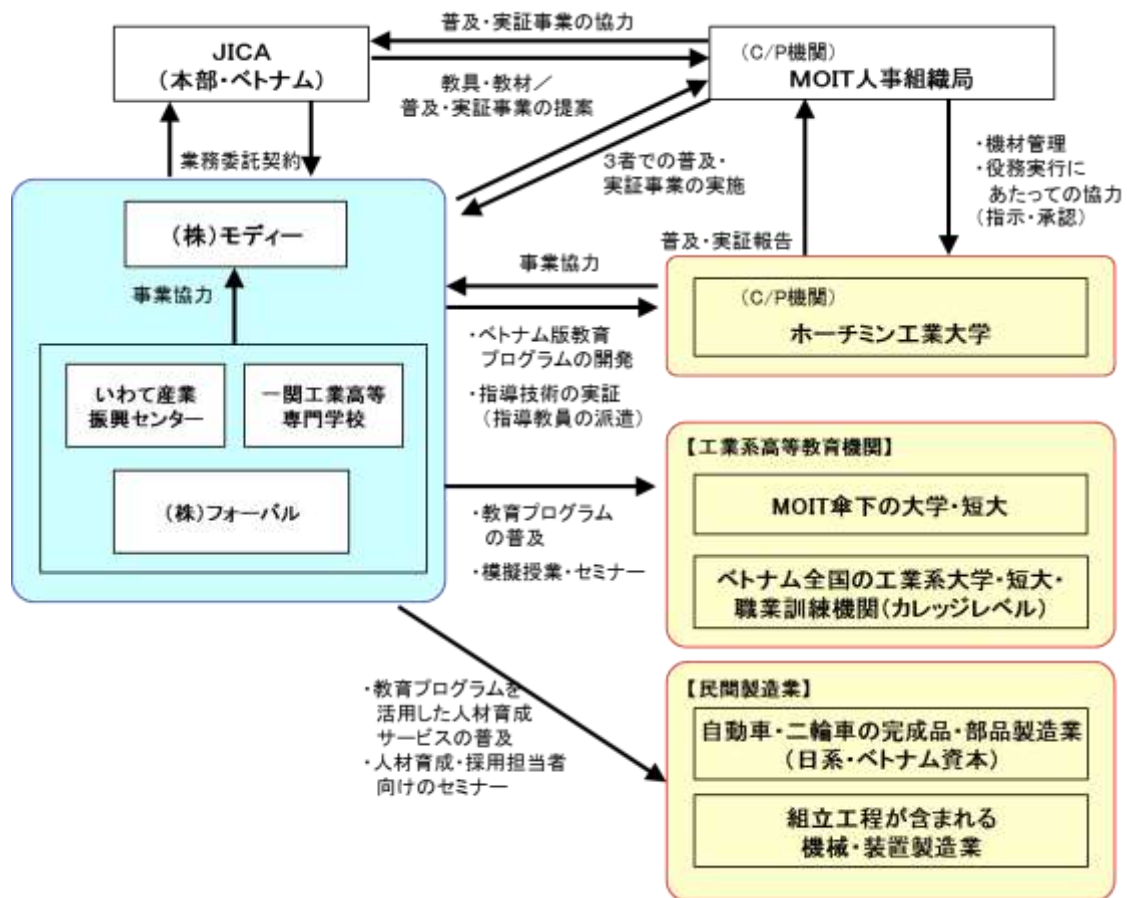 普及・実証事業の協力
JICA
(本部・ベトナム)
(C/P機関)
MOIT人事組織局
教具・教材/
普及・実証事業の提案
業務委託契約
3者での普及・
実証事業の実施
・機材管理
・役務実行に
あたっての協力
(指示・承認)
(株)モディー
普及・実証報告
事業協力
事業協力
(C/P機関)
ホーチミン工業大学
・ベトナム版教育
プログラムの開発
・指導技術の実証
(指導教員の派遣)
いわて産業
振興センター
一関工業高等
専門学校
(株)フォーバル
【工業系高等教育機関】
MOIT傘下の大学・短大
・教育プログラム
の普及
・模擬授業・セミナー
ベトナム全国の工業系大学・短大・
職業訓練機関(カレッジレベル)
・教育プログラムを
活用した人材育成
サービスの普及
・人材育成・採用担当者
向けのセミナー
【民間製造業】
自動車・二輪車の完成品・部品製造業
(日系・ベトナム資本)
組立工程が含まれる
機械・装置製造業